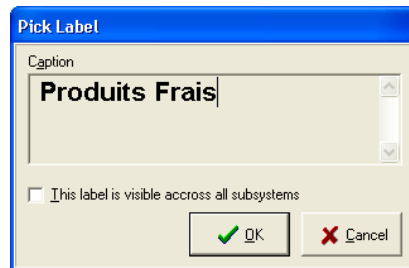 Pick Label
Caption
Produits Frais
This label is visible accross all subsystems
OK
Cancel